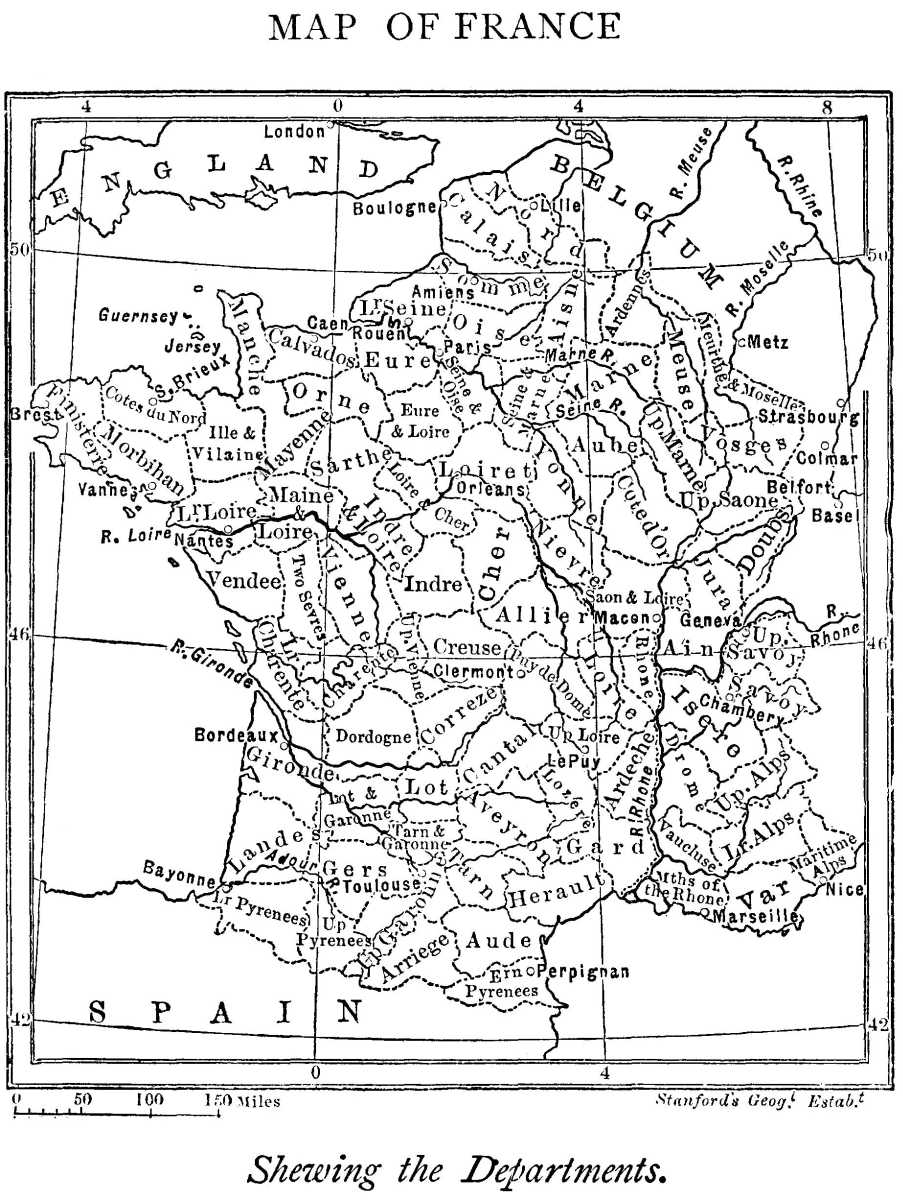 MAP OF FRANCE
4
0
4
8
London
ENGLAND
BELGIUM
R. Meuse
R. Rhine
Boulogne
Nord
Lille
Calais
50
50
Somme
Amiens
Aisne
Ardennes
R. Moselle
Guernsey
Jersey
Manche
Lr Seine
Caen
Rouen
Oise
Calvados
Eure
Paris
Marne R.
Marne
Meuse
Meurthe & Moselle
Metz
S. Brieux
Seine & Oise
Seine & Marne
Seine R.
Brest
Finisterre
Cotes du Nord
Orne
Eure
& Loire
Strasbourg
Morbihan
Ille &
Vilaine
Mayenne
Sarthe
Aube
Up. Marne
Vosges
Colmar
Loiret
Orleans
Yonne
Vannes
Maine
&
Loire
Loire &
Cher
Cote d'Or
Up. Saone
Belfort
Basel
Lr Loire
R. Loire
Nantes
Indre
& Loire
Nievre
Doubs
Vendee
Two Sevres
Vienne
Indre
Cher
Jura
Saon & Loire
Allier
Macon
Geneva
R.
Rhone
46
46
Lr.
Charente
Charente
Up Vienne
Creuse
Clermont
Puy de Dome
Loire
Rhone
Ain
Up.
Savoy
R. Gironde
Savoy
Chambery
Isere
Bordeaux
Gironde
Dordogne
Correze
Cantal
Up Loire
Le Puy
Ardeche
R Rhone
Drome
Up. Alps
Lot &
Garonne
Lot
Aveyron
Lozere
Landes
Tarn &
Garonne
Tarn
Gard
Vaucluse
Lr. Alps
Maritime
Alps
Bayonne
Adour R
Gers
Toulouse
Herault
Mths of
the Rhone
Var
Nice
Marseille
Lr Pyrenees
Up
Pyrenees
Up Garonn
Arriege
Aude
Ern
Pyrenees
Perpignan
SPAIN
42
42
0
4
0 50 100 150 Miles
Stanford's Geog.l Estab.t
Shewing the Departments.